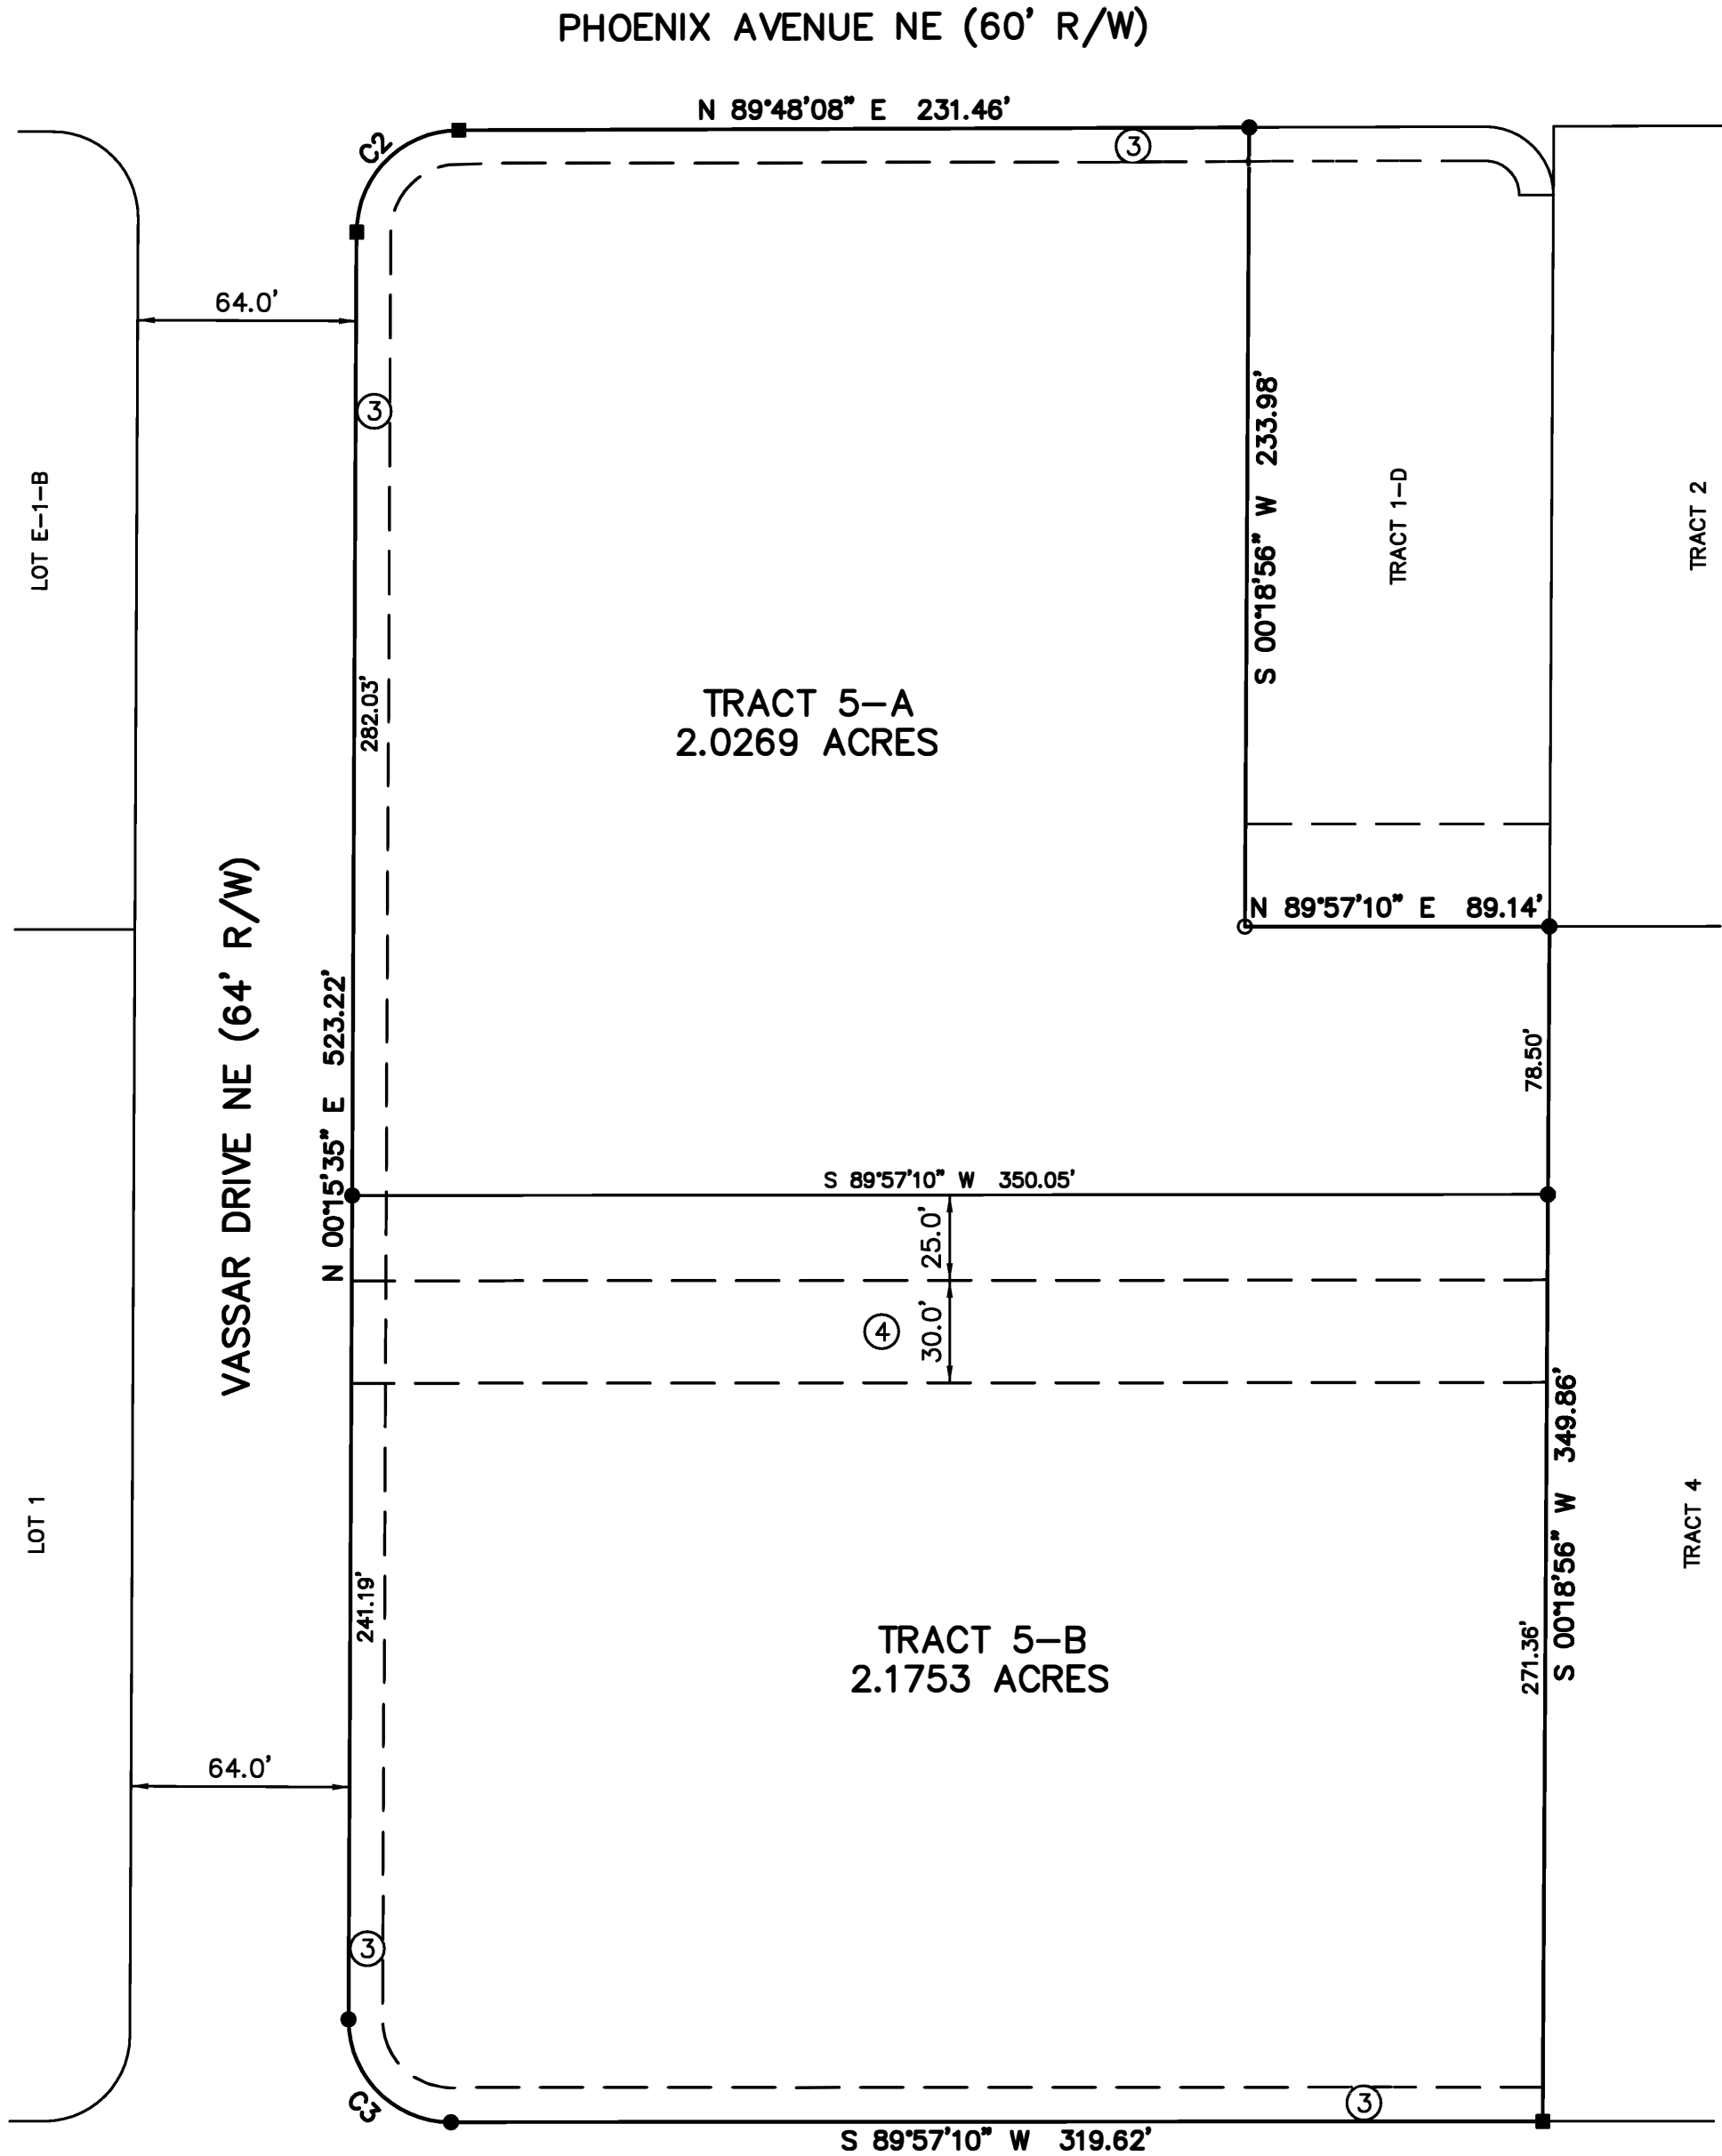 PHOENIX AVENUE NE (60' R/W)
N 89°48'08" E 231.46'
C2
3
64.0'
3
LOT E-1-B
S 00°18'56" W 233.98'
TRACT 1-D
TRACT 2
282.03'
TRACT 5-A
2.0269 ACRES
N 89°57'10" E 89.14'
VASSAR DRIVE NE (64' R/W)
N 00°15'35" E 523.22'
78.50'
S 89°57'10" W 350.05'
25.0'
4
30.0'
S 00°18'56" W 349.86'
LOT 1
TRACT 4
241.19'
TRACT 5-B
2.1753 ACRES
271.36'
64.0'
3
C3
3
S 89°57'10" W 319.62'